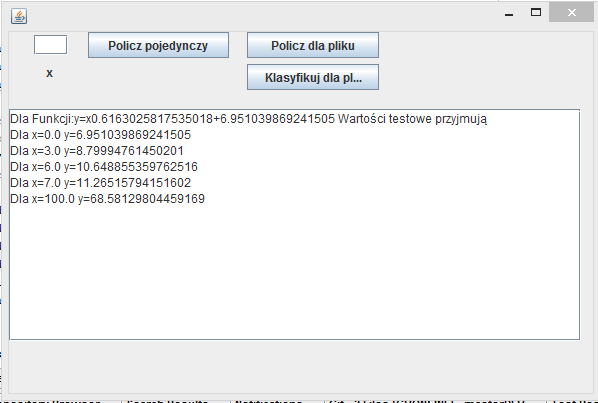 Policz pojedynczy Policz dla pliku
x Klasyfikuj dla pl...
Dla Funkcji:y=x0.6163025817535018+6.951039869241505 Wartości testowe przyjmują
Dla x=0.0 y=6.951039869241505
Dla x=3.0 y=8.79994761450201
Dla x=6.0 y=10.648855359762516
Dla x=7.0 y=11.26515794151602
Dla x=100.0 y=68.58129804459169